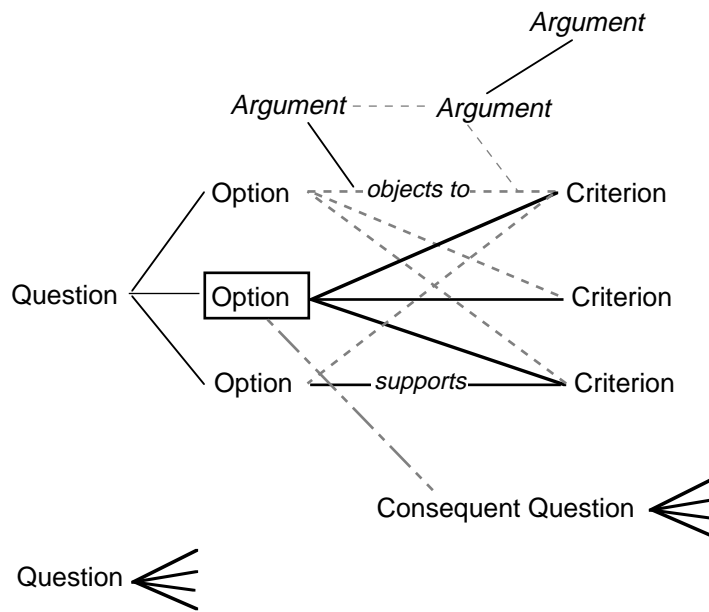 Argument
Argument Argument
Option objects to Criterion
Question Option Criterion
Option supports Criterion
Consequent Question
Question